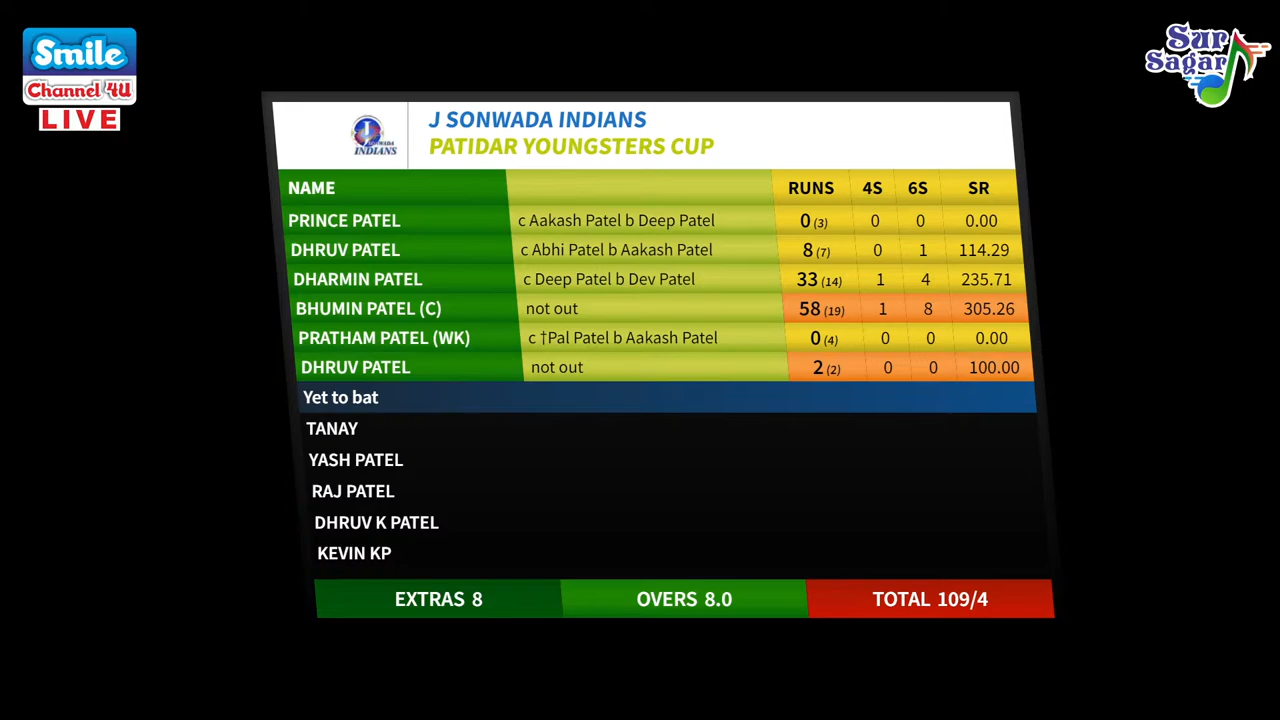 Smile
Channel 4U
LIVE
Sur
Sagar
J SONWADA INDIANS
PATIDAR YOUNGSTERS CUP
INDIANS
NAME RUNS 4S 6S SR
PRINCE PATEL c Aakash Patel b Deep Patel 0 (3) 0 0 0.00
DHRUV PATEL c Abhi Patel b Aakash Patel 8 (7) 0 1 114.29
DHARMIN PATEL c Deep Patel b Dev Patel 33 (14) 1 4 235.71
BHUMIN PATEL (C) not out 58 (19) 1 8 305.26
PRATHAM PATEL (WK) c †Pal Patel b Aakash Patel 0 (4) 0 0 0.00
DHRUV PATEL not out 2 (2) 0 0 100.00
Yet to bat
TANAY
YASH PATEL
RAJ PATEL
DHRUV K PATEL
KEVIN KP
EXTRAS 8 OVERS 8.0 TOTAL 109/4